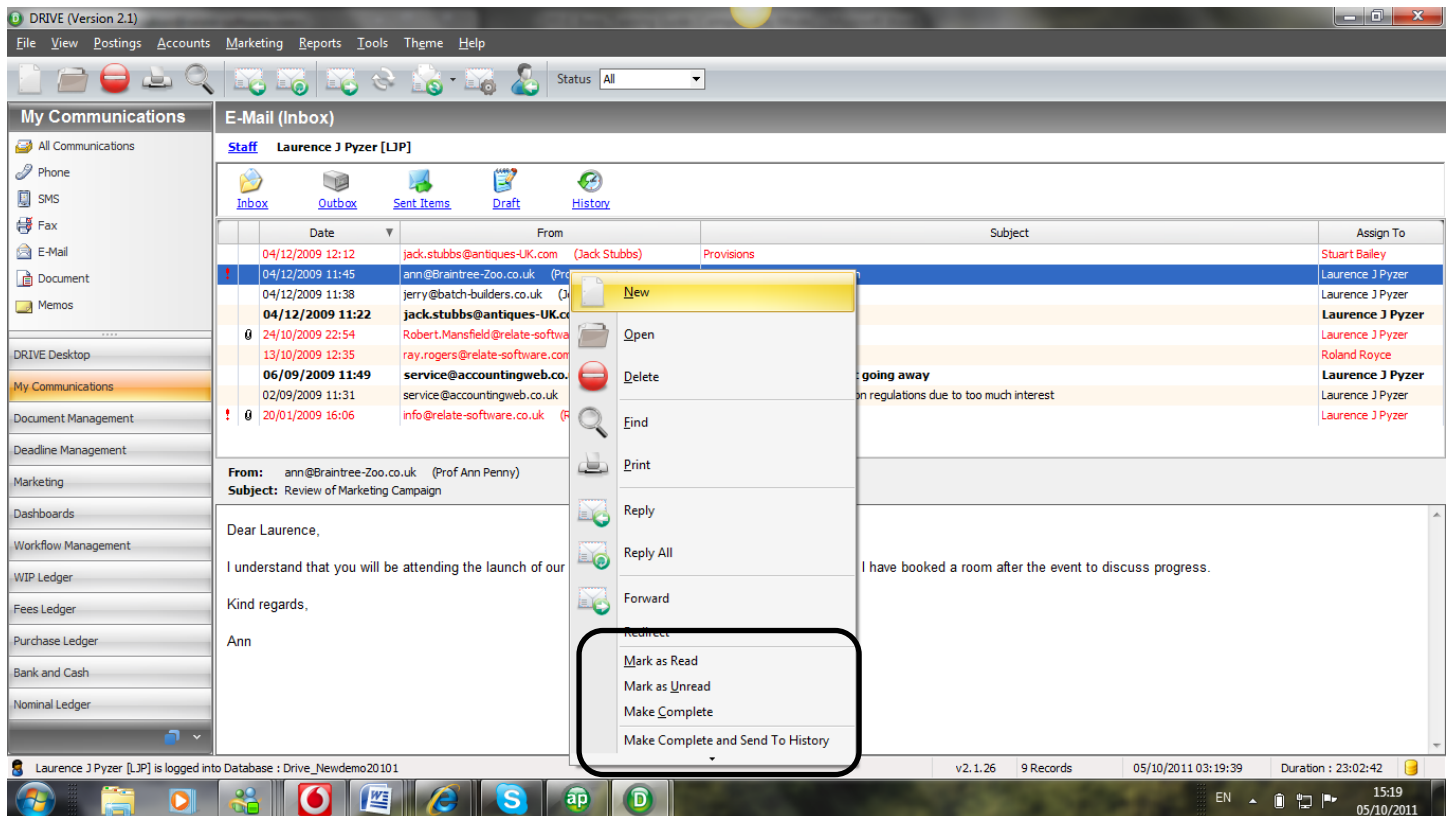 DRIVE (Version 2.1)
File View Postings Accounts Marketing Reports Tools Theme Help
Status All
My Communications
All Communications
Phone
SMS
Fax
E-Mail
Document
Memos
DRIVE Desktop
My Communications
Document Management
Deadline Management
Marketing
Dashboards
Workflow Management
WIP Ledger
Fees Ledger
Purchase Ledger
Bank and Cash
Nominal Ledger
E-Mail (Inbox)
Staff Laurence J Pyzer [LJP]
Inbox Outbox Sent Items Draft History
Date From Subject Assign To
04/12/2009 12:12 jack.stubbs@antiques-UK.com (Jack Stubbs) Provisions Stuart Bailey
! 04/12/2009 11:45 ann@Braintree-Zoo.co.uk Laurence J Pyzer
04/12/2009 11:38 jerry@batch-builders.co.uk Laurence J Pyzer
04/12/2009 11:22 jack.stubbs@antiques-UK.co Laurence J Pyzer
24/10/2009 22:54 Robert.Mansfield@relate-softwa Laurence J Pyzer
13/10/2009 12:35 ray.rogers@relate-software.com Roland Royce
06/09/2009 11:49 service@accountingweb.co. going away Laurence J Pyzer
02/09/2009 11:31 service@accountingweb.co.uk on regulations due to too much interest Laurence J Pyzer
! 20/01/2009 16:06 info@relate-software.co.uk Laurence J Pyzer
From: ann@Braintree-Zoo.co.uk (Prof Ann Penny)
Subject: Review of Marketing Campaign
Dear Laurence,
I understand that you will be attending the launch of our I have booked a room after the event to discuss progress.
Kind regards,
Ann
New
Open
Delete
Find
Print
Reply
Reply All
Forward
Redirect
Mark as Read
Mark as Unread
Make Complete
Make Complete and Send To History
Laurence J Pyzer [LJP] is logged into Database : Drive_Newdemo20101 v2.1.26 9 Records 05/10/2011 03:19:39 Duration : 23:02:42
ap D EN 15:19
05/10/2011